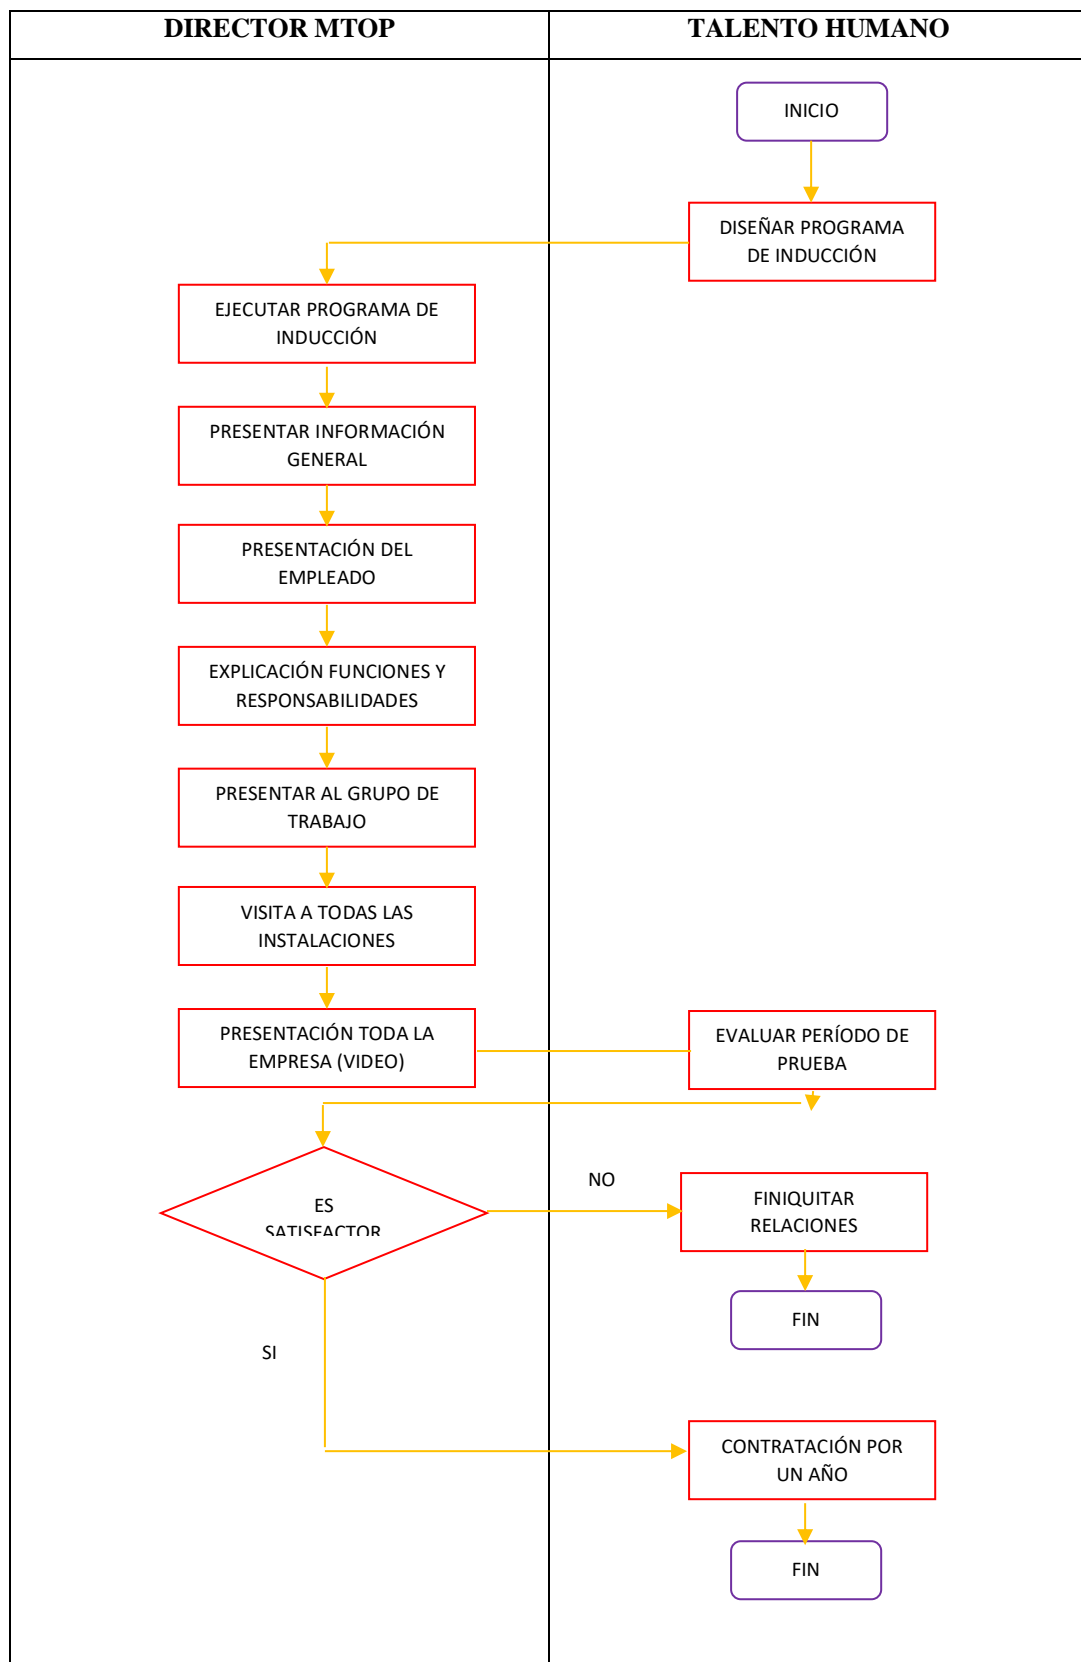 DIRECTOR MTOP
TALENTO HUMANO
INICIO
DISEÑAR PROGRAMA
DE INDUCCIÓN
EJECUTAR PROGRAMA DE
INDUCCIÓN
PRESENTAR INFORMACIÓN
GENERAL
PRESENTACIÓN DEL
EMPLEADO
EXPLICACIÓN FUNCIONES Y
RESPONSABILIDADES
PRESENTAR AL GRUPO DE
TRABAJO
VISITA A TODAS LAS
INSTALACIONES
PRESENTACIÓN TODA LA
EMPRESA (VIDEO)
EVALUAR PERÍODO DE
PRUEBA
ES
SATISFACTOR
NO
FINIQUITAR
RELACIONES
FIN
SI
CONTRATACIÓN POR
UN AÑO
FIN